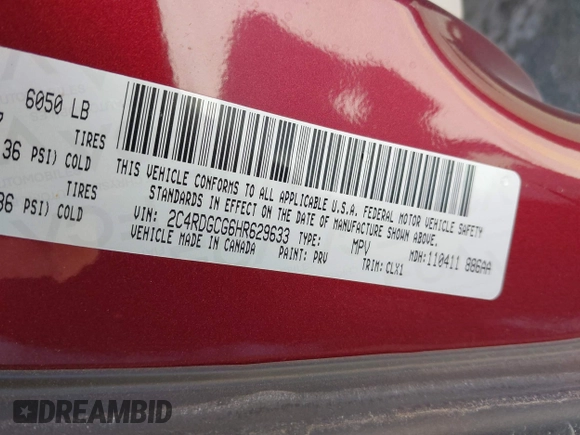 6050 LB
TIRES
36 PSI) COLD
TIRES
36 PSI) COLD
THIS VEHICLE CONFORMS TO ALL APPLICABLE U.S.A. FEDERAL MOTOR VEHICLE SAFETY
STANDARDS IN EFFECT ON THE DATE OF MANUFACTURE SHOWN ABOVE.
VIN: 2C4RDGCG6HR629633 TYPE: MPV MDH:110411 886AA
VEHICLE MADE IN CANADA PAINT: PRV TRIM: CLX1
DREAMBID